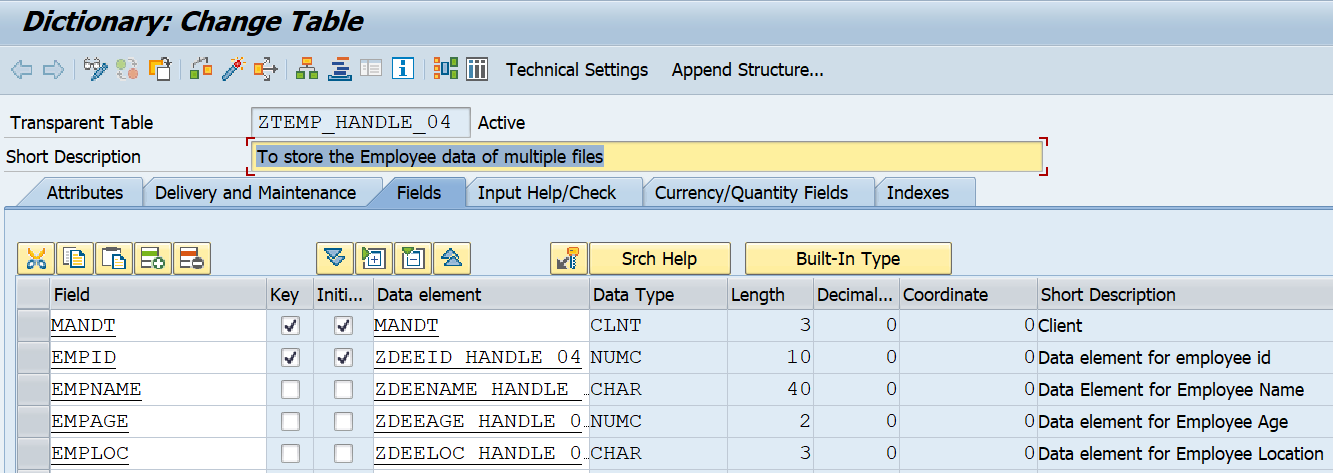 Dictionary: Change Table
Technical Settings Append Structure...
Transparent Table ZTEMP_HANDLE_04 Active
Short Description To store the Employee data of multiple files
Attributes Delivery and Maintenance Fields Input Help/Check Currency/Quantity Fields Indexes
Srch Help Built-In Type
Field Key Initi... Data element Data Type Length Decimal... Coordinate Short Description
MANDT MANDT CLNT 3 0 0 Client
EMPID ZDEEID_HANDLE_04 NUMC 10 0 0 Data element for employee id
EMPNAME ZDEENAME_HANDLE_... CHAR 40 0 0 Data Element for Employee Name
EMPAGE ZDEEAGE_HANDLE_0... NUMC 2 0 0 Data element for Employee Age
EMPLOC ZDEELOC_HANDLE_0... CHAR 3 0 0 Data element for Employee Location